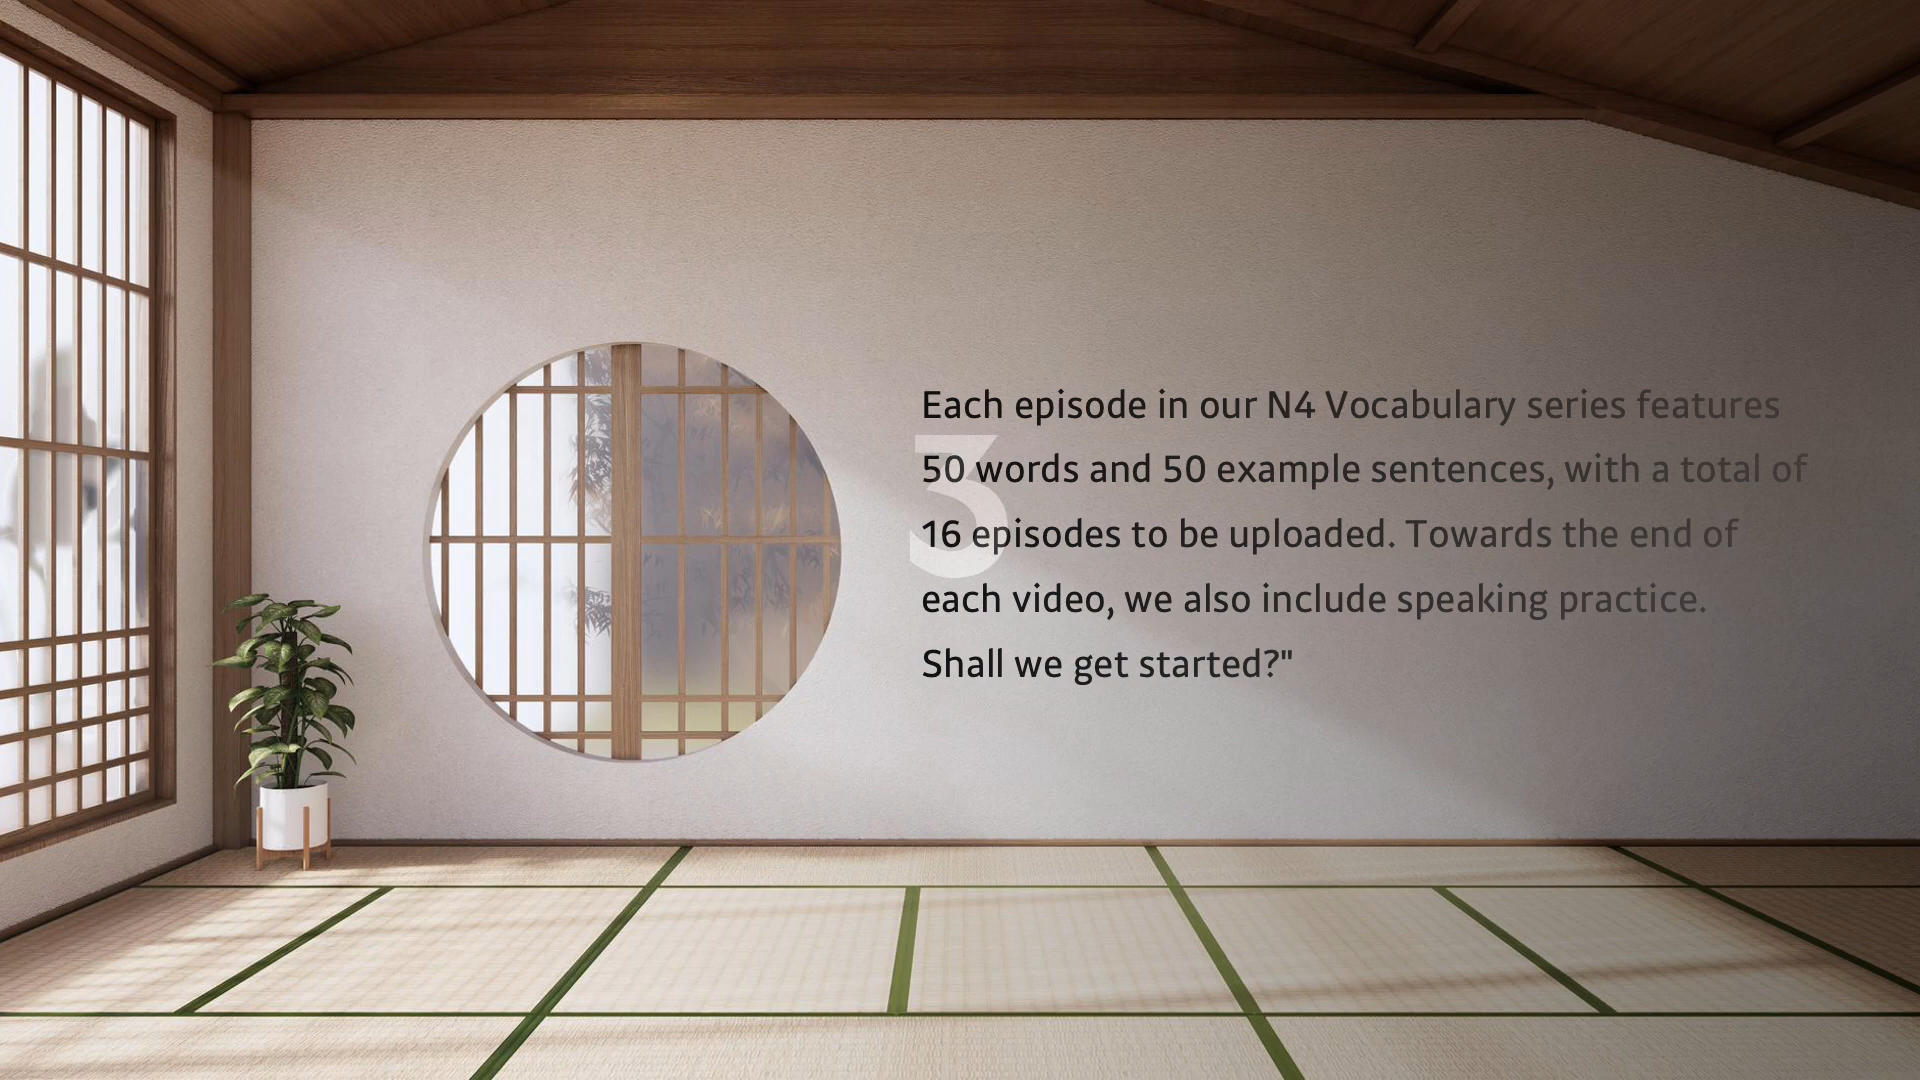 Each episode in our N4 Vocabulary series features
50 words and 50 example sentences, with a total of
16 episodes to be uploaded. Towards the end of
each video, we also include speaking practice.
Shall we get started?"
3